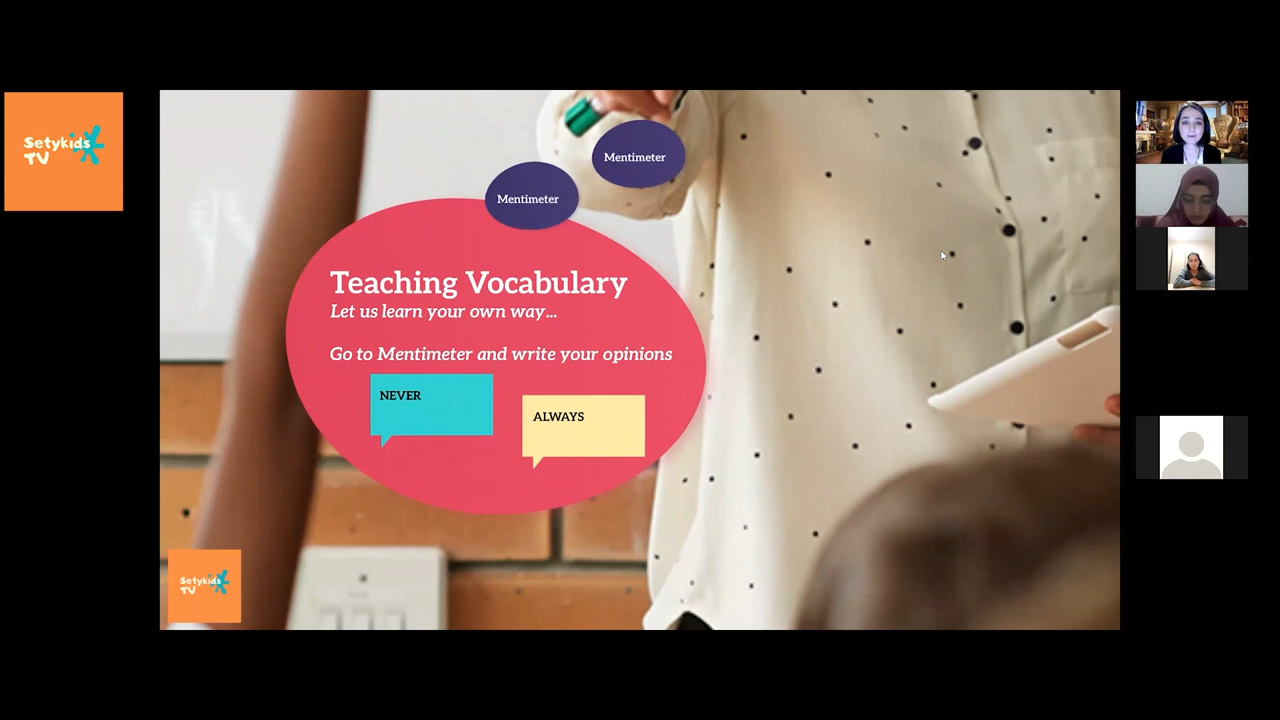 Setykids
TV
Mentimeter
Mentimeter
Teaching Vocabulary
Let us learn your own way...
Go to Mentimeter and write your opinions
NEVER
ALWAYS
Setykids
TV